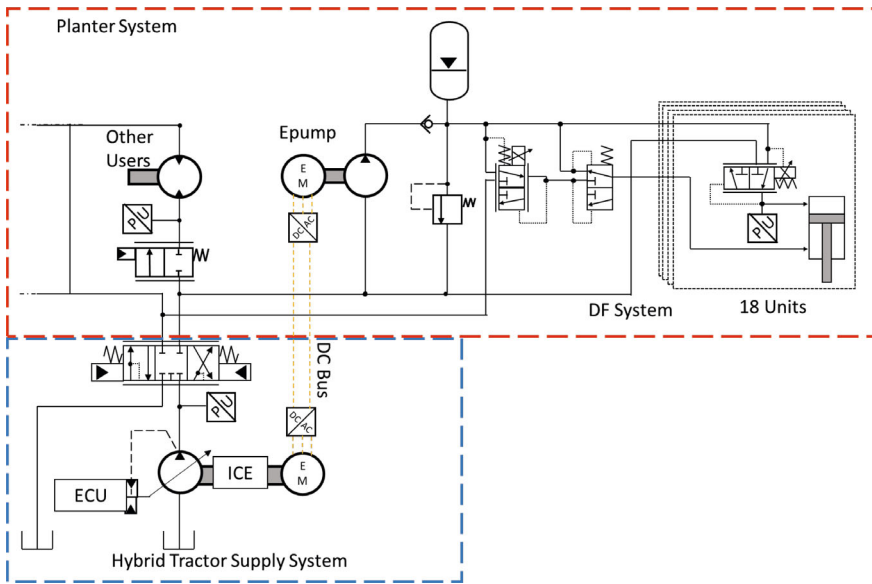 Planter System
Other
Users
Epump
E
M
DC
AC
P
U
P
U
DF System
18 Units
DC Bus
P
U
DC
AC
E
M
ICE
ECU
Hybrid Tractor Supply System